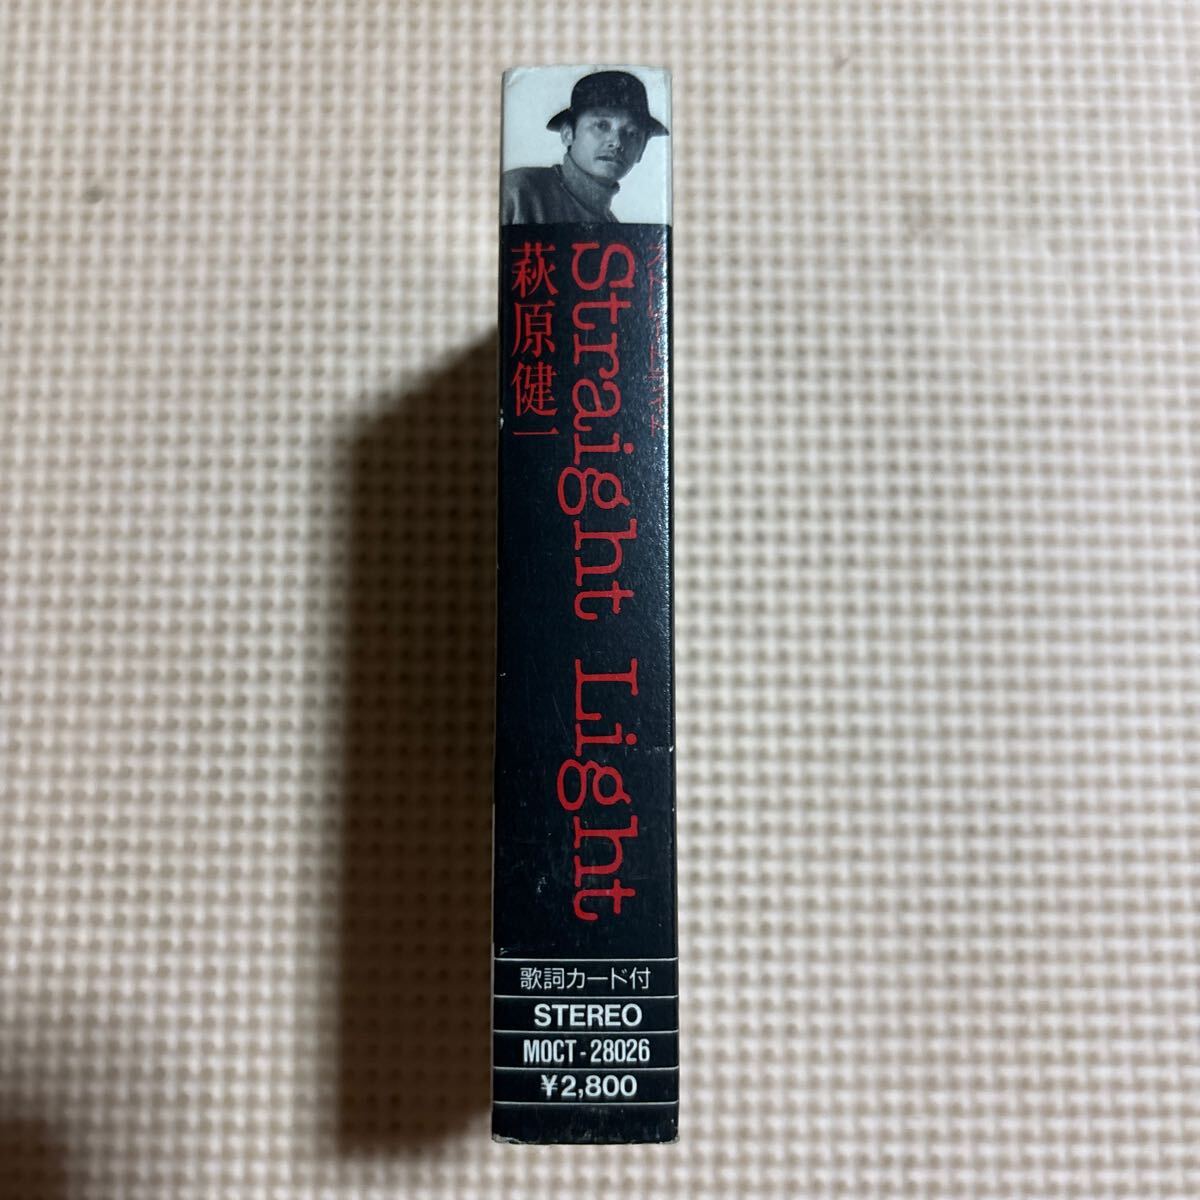 Straight Light
萩原健一
歌詞カード付
STEREO
MOCT-28026
¥2,800